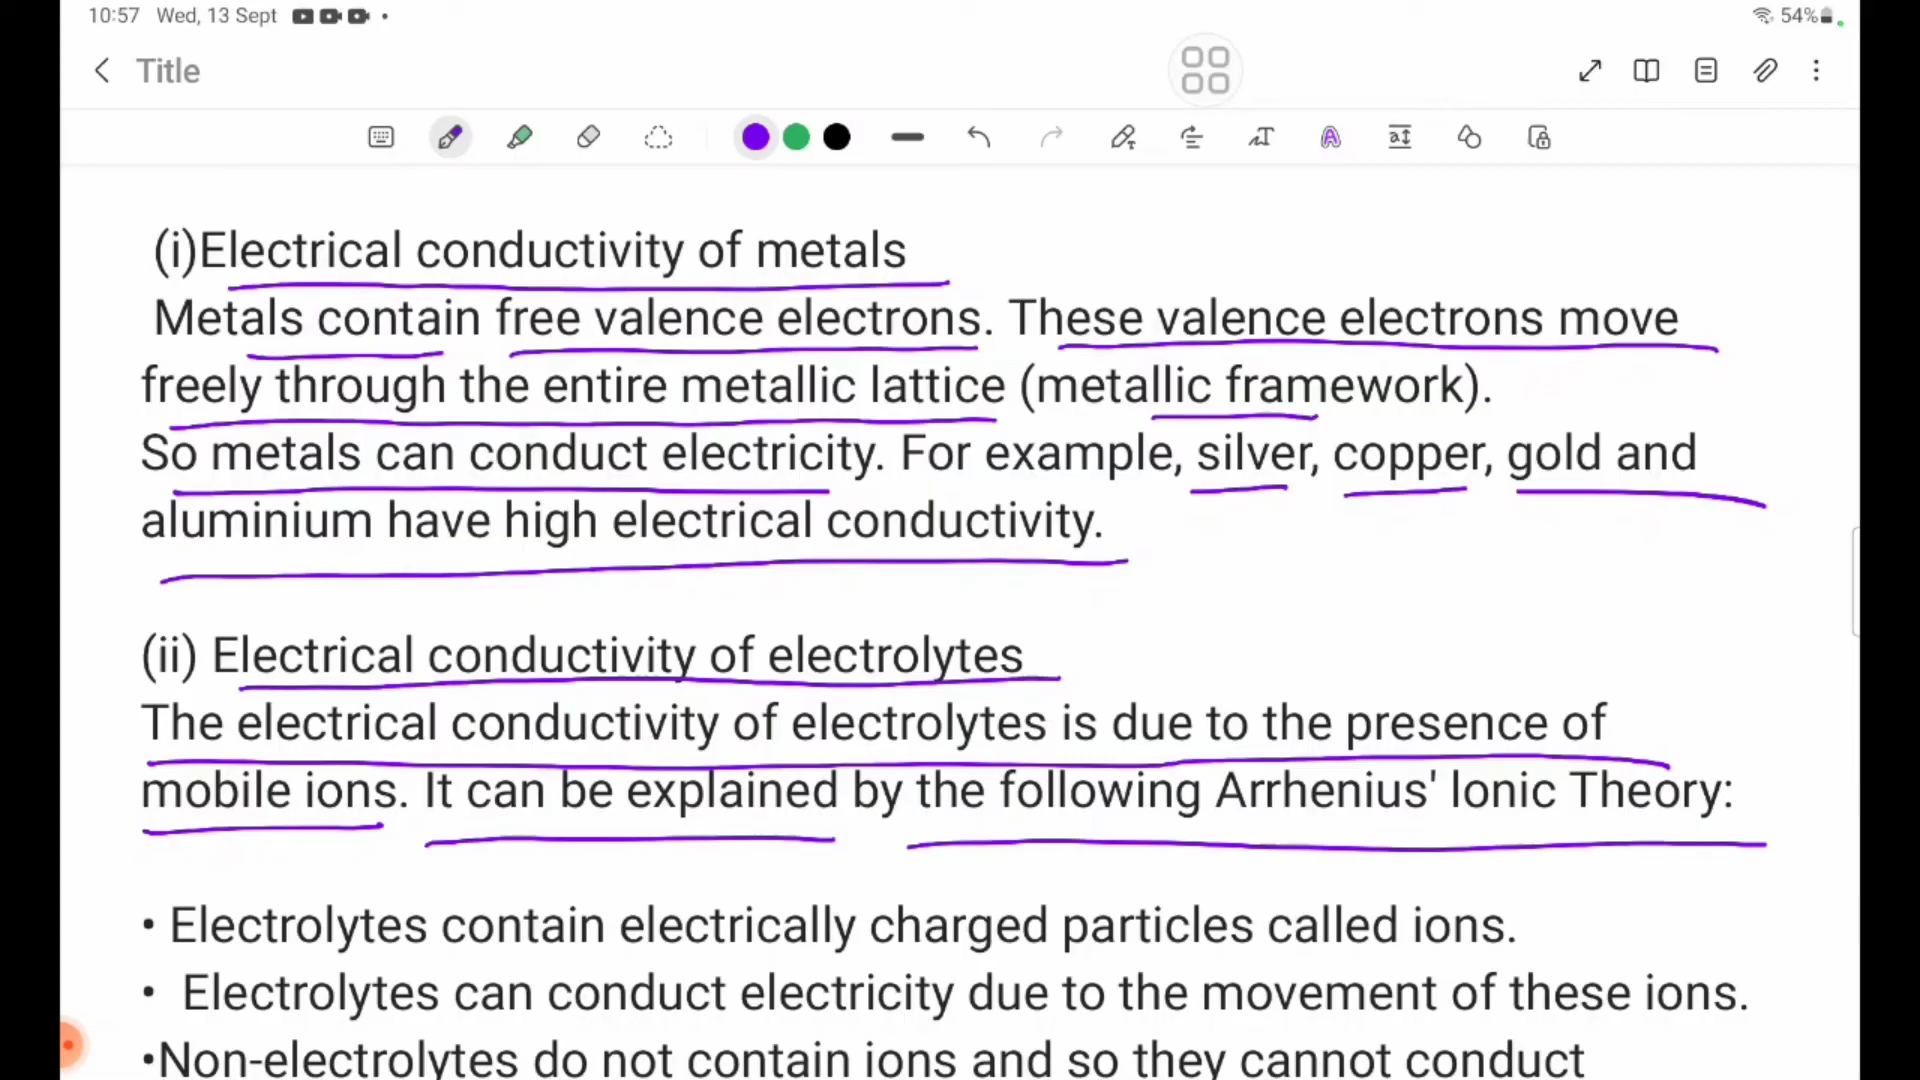 10:57 Wed, 13 Sept
54%
Title
(i)Electrical conductivity of metals
Metals contain free valence electrons. These valence electrons move
freely through the entire metallic lattice (metallic framework).
So metals can conduct electricity. For example, silver, copper, gold and
aluminium have high electrical conductivity.
(ii) Electrical conductivity of electrolytes
The electrical conductivity of electrolytes is due to the presence of
mobile ions. It can be explained by the following Arrhenius' lonic Theory:
• Electrolytes contain electrically charged particles called ions.
• Electrolytes can conduct electricity due to the movement of these ions.
•Non-electrolytes do not contain ions and so they cannot conduct